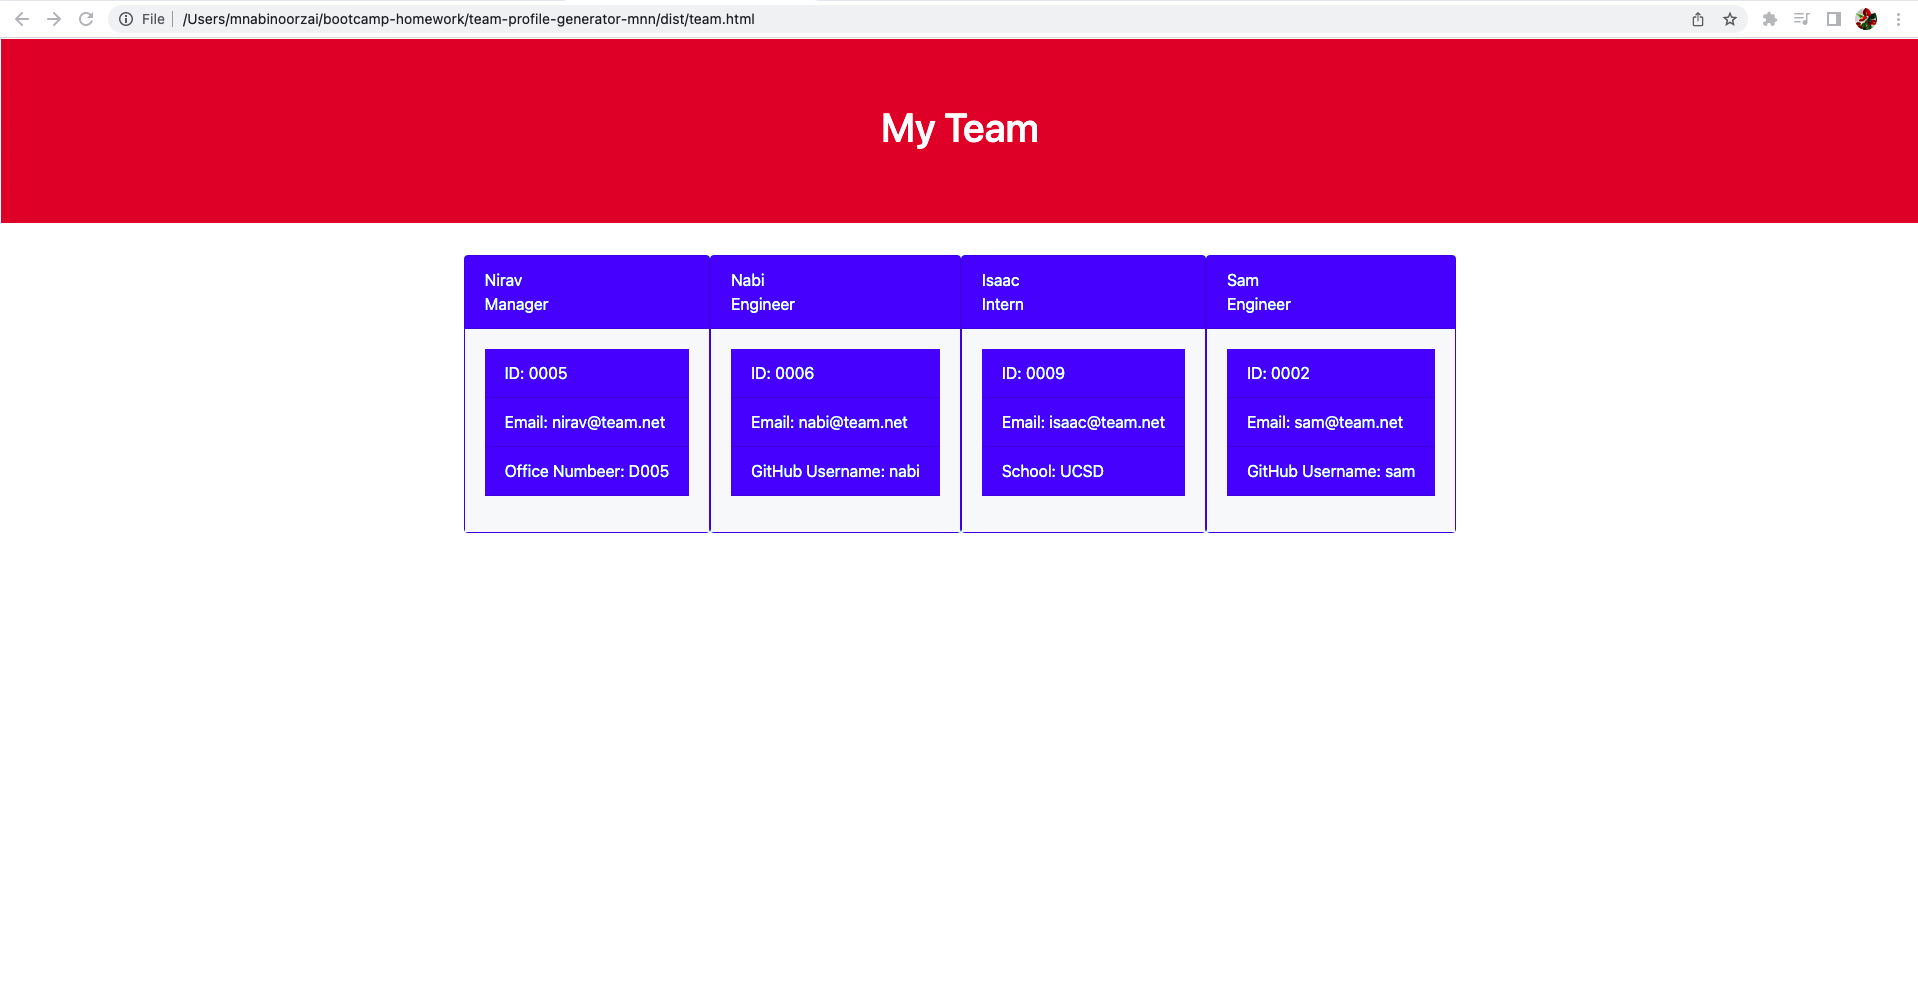 File /Users/mnabinoorzai/bootcamp-homework/team-profile-generator-mnn/dist/team.html
My Team
Nirav
Manager
ID: 0005
Email: nirav@team.net
Office Numbeer: D005
Nabi
Engineer
ID: 0006
Email: nabi@team.net
GitHub Username: nabi
Isaac
Intern
ID: 0009
Email: isaac@team.net
School: UCSD
Sam
Engineer
ID: 0002
Email: sam@team.net
GitHub Username: sam